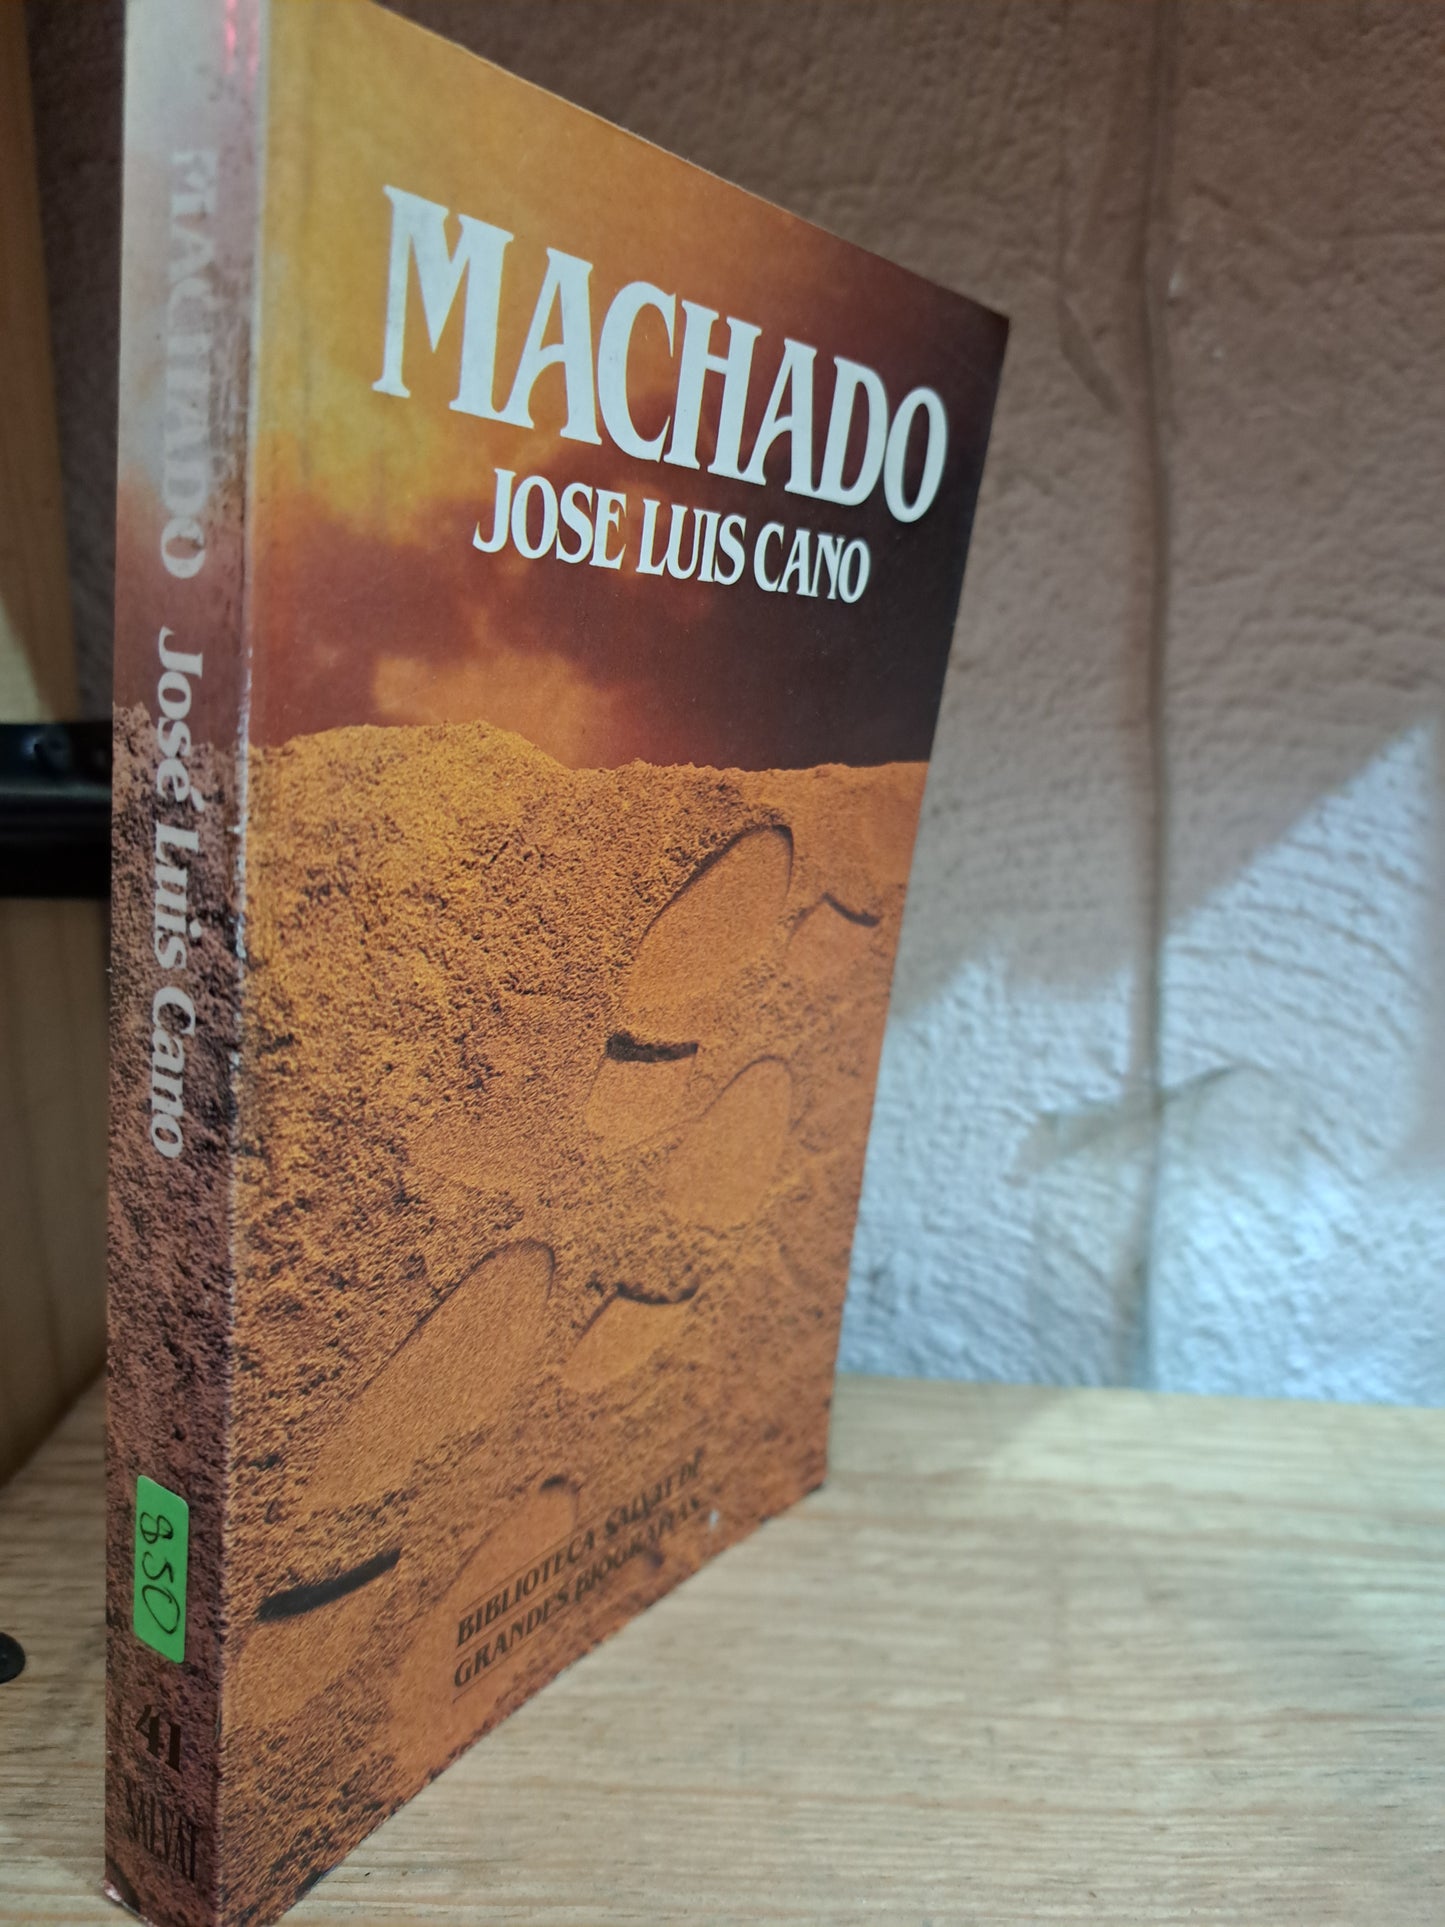 MACHADO
JOSE LUIS CANO
BIBLIOTECA SALVAT DE
GRANDES BIOGRAFIAS
MACHADO José Luis Cano
850
41
SALVAT